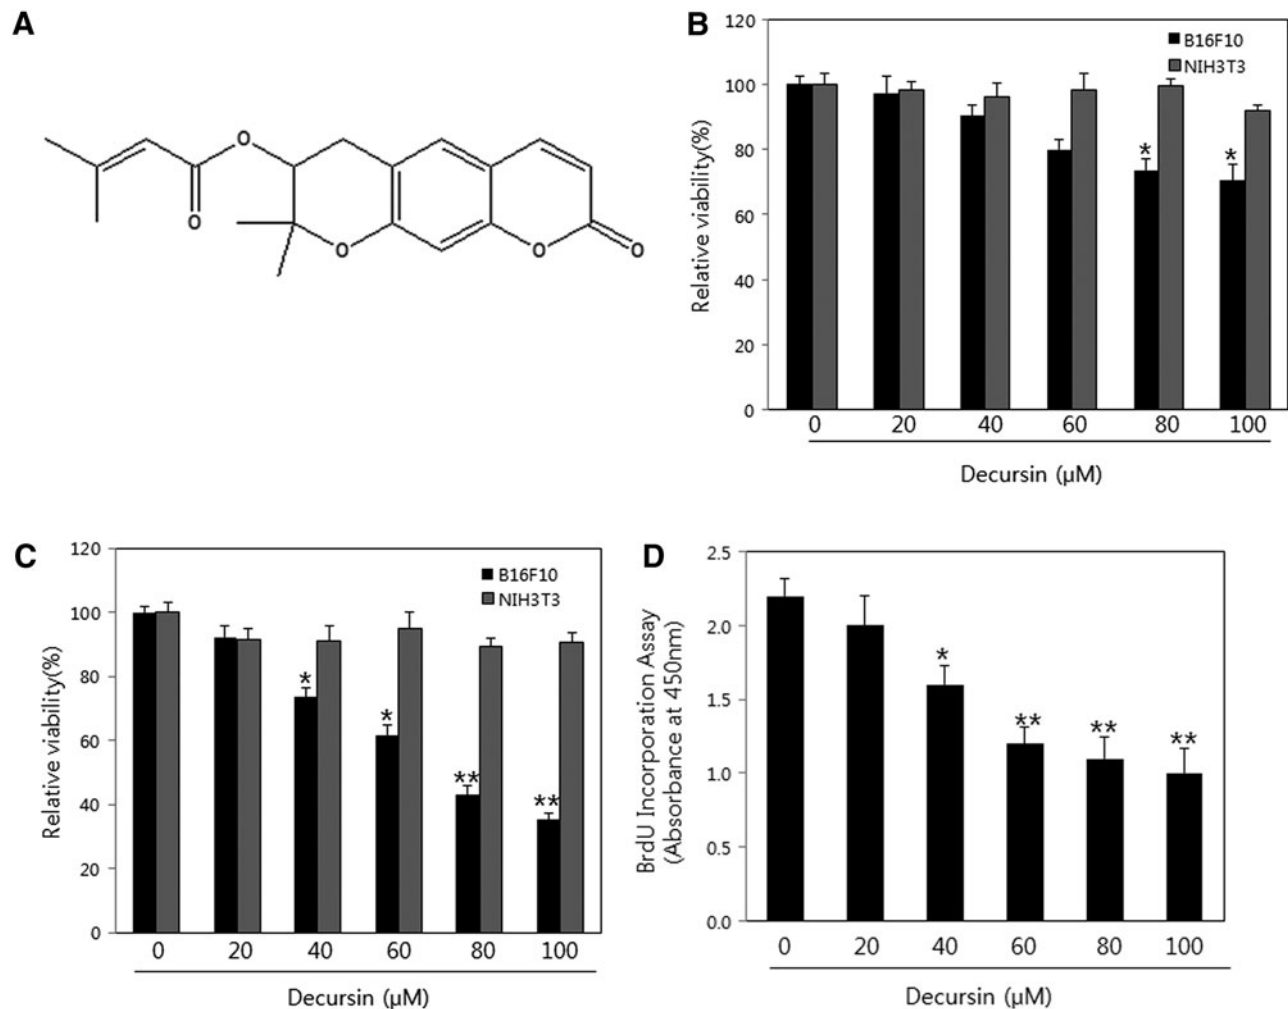 A
O
O
O
O
O
B
120
100
80
60
40
20
0
Relative viability(%)
B16F10
NIH3T3
*
*
0 20 40 60 80 100
Decursin (µM)
C
120
100
80
60
40
20
0
Relative viability(%)
B16F10
NIH3T3
*
*
**
**
0 20 40 60 80 100
Decursin (µM)
D
2.5
2.0
1.5
1.0
0.5
0.0
BrdU Incorporation Assay
(Absorbance at 450nm)
*
**
**
**
0 20 40 60 80 100
Decursin (µM)